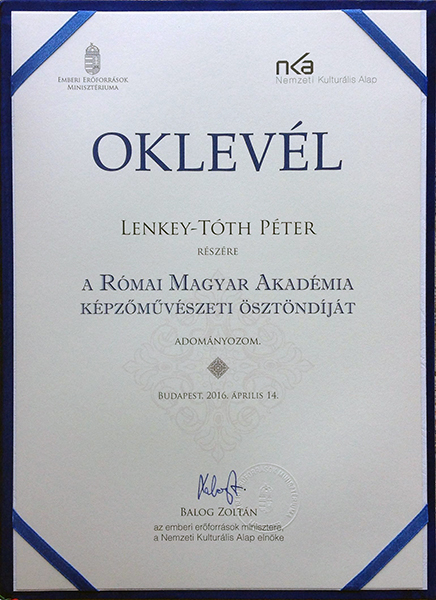 Emberi Erőforrások
Minisztériuma
nka
Nemzeti Kulturális Alap
OKLEVÉL
Lenkey-Tóth Péter
részére
a Római Magyar Akadémia
képzőművészeti ösztöndíját
adományozom.
Budapest, 2016. április 14.
Balog Zoltán
az emberi erőforrások minisztere,
a Nemzeti Kulturális Alap elnöke